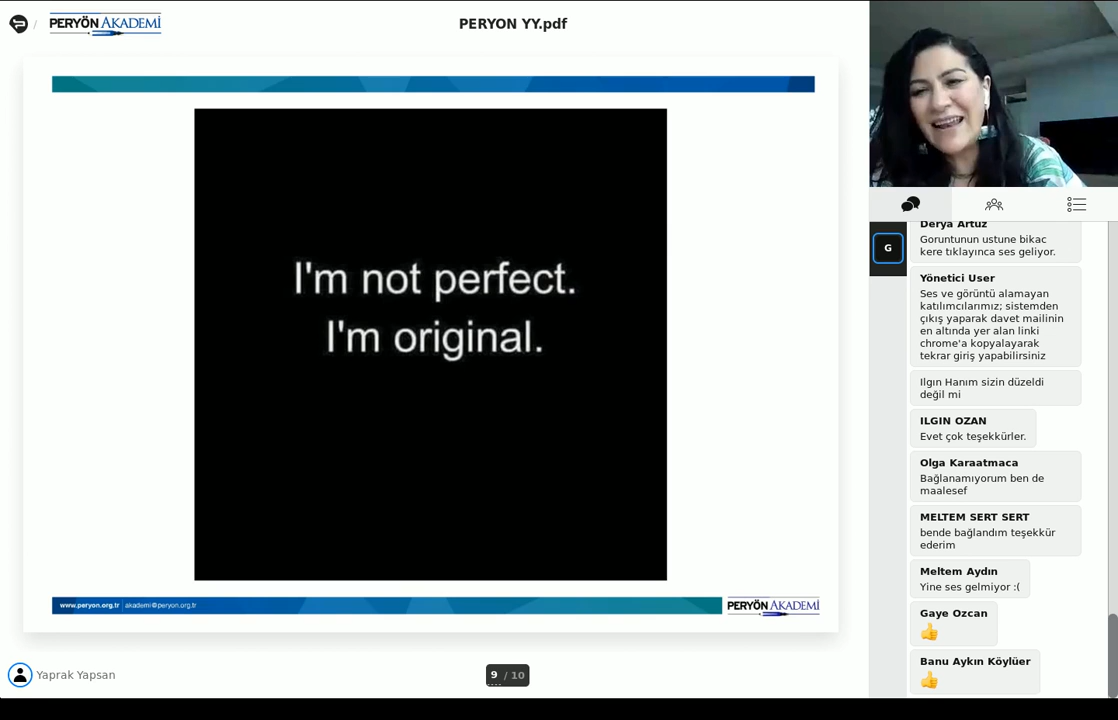 /
PERYÖN AKADEMİ
PERYON YY.pdf
I'm not perfect.
I'm original.
www.peryon.org.tr | akademi@peryon.org.tr
PERYÖN AKADEMİ
Yaprak Yapsan
9 / 10
G
Derya Artuz
Goruntunun ustune bikac
kere tıklayınca ses geliyor.
Yönetici User
Ses ve görüntü alamayan
katılımcılarımız; sistemden
çıkış yaparak davet mailinin
en altında yer alan linki
chrome'a kopyalayarak
tekrar giriş yapabilirsiniz
Ilgın Hanım sizin düzeldi
değil mi
ILGIN OZAN
Evet çok teşekkürler.
Olga Karaatmaca
Bağlanamıyorum ben de
maalesef
MELTEM SERT SERT
bende bağlandım teşekkür
ederim
Meltem Aydın
Yine ses gelmiyor :(
Gaye Ozcan
👍
Banu Aykın Köylüer
👍